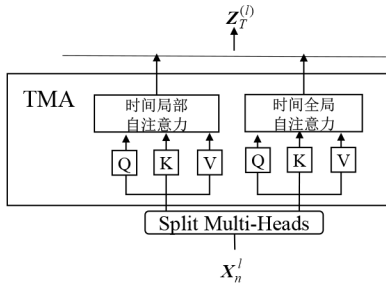 Z_T^{(l)}
TMA
时间局部 时间全局
自注意力 自注意力
Q K V Q K V
Split Multi-Heads
X_n^l